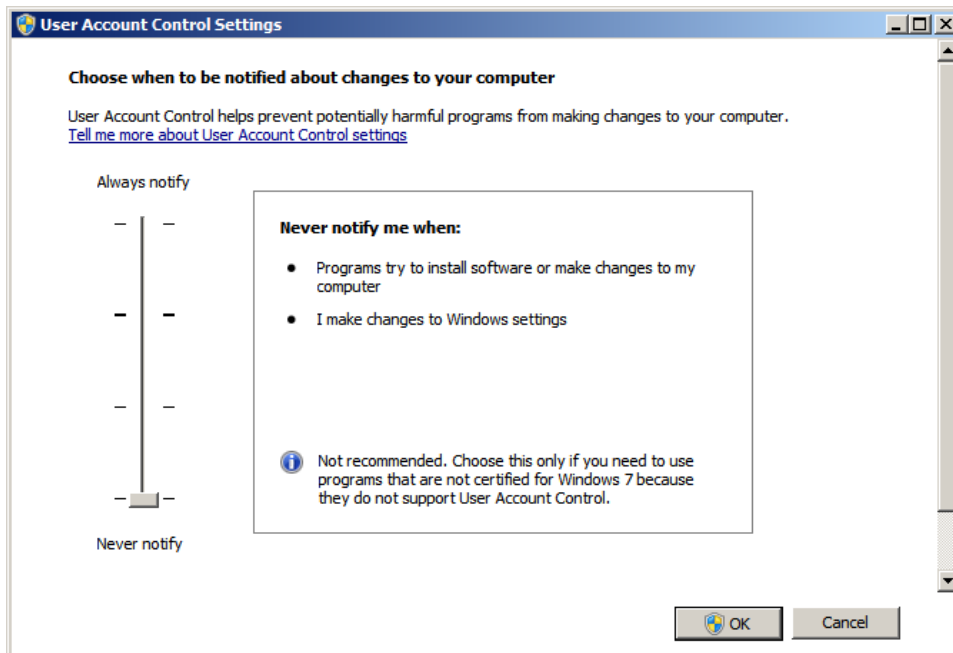 User Account Control Settings
Choose when to be notified about changes to your computer
User Account Control helps prevent potentially harmful programs from making changes to your computer.
Tell me more about User Account Control settings
Always notify
Never notify me when:
Programs try to install software or make changes to my
computer
I make changes to Windows settings
Not recommended. Choose this only if you need to use
programs that are not certified for Windows 7 because
they do not support User Account Control.
Never notify
OK
Cancel